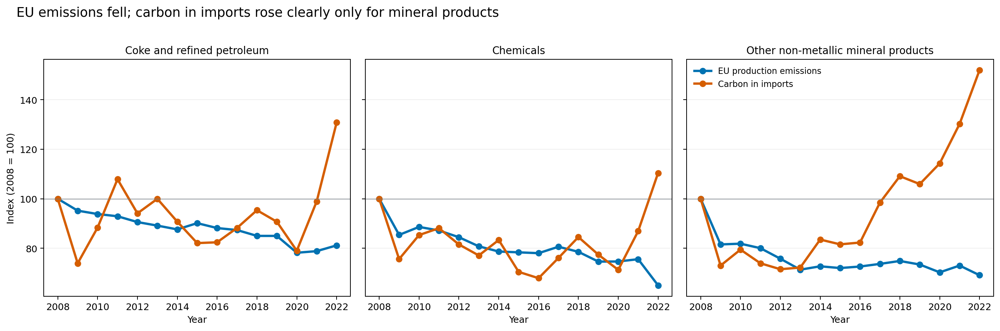 EU emissions fell; carbon in imports rose clearly only for mineral products
Coke and refined petroleum
Chemicals
Other non-metallic mineral products
EU production emissions
Carbon in imports
Index (2008 = 100)
140
120
100
80
2008 2010 2012 2014 2016 2018 2020 2022
2008 2010 2012 2014 2016 2018 2020 2022
2008 2010 2012 2014 2016 2018 2020 2022
Year
Year
Year